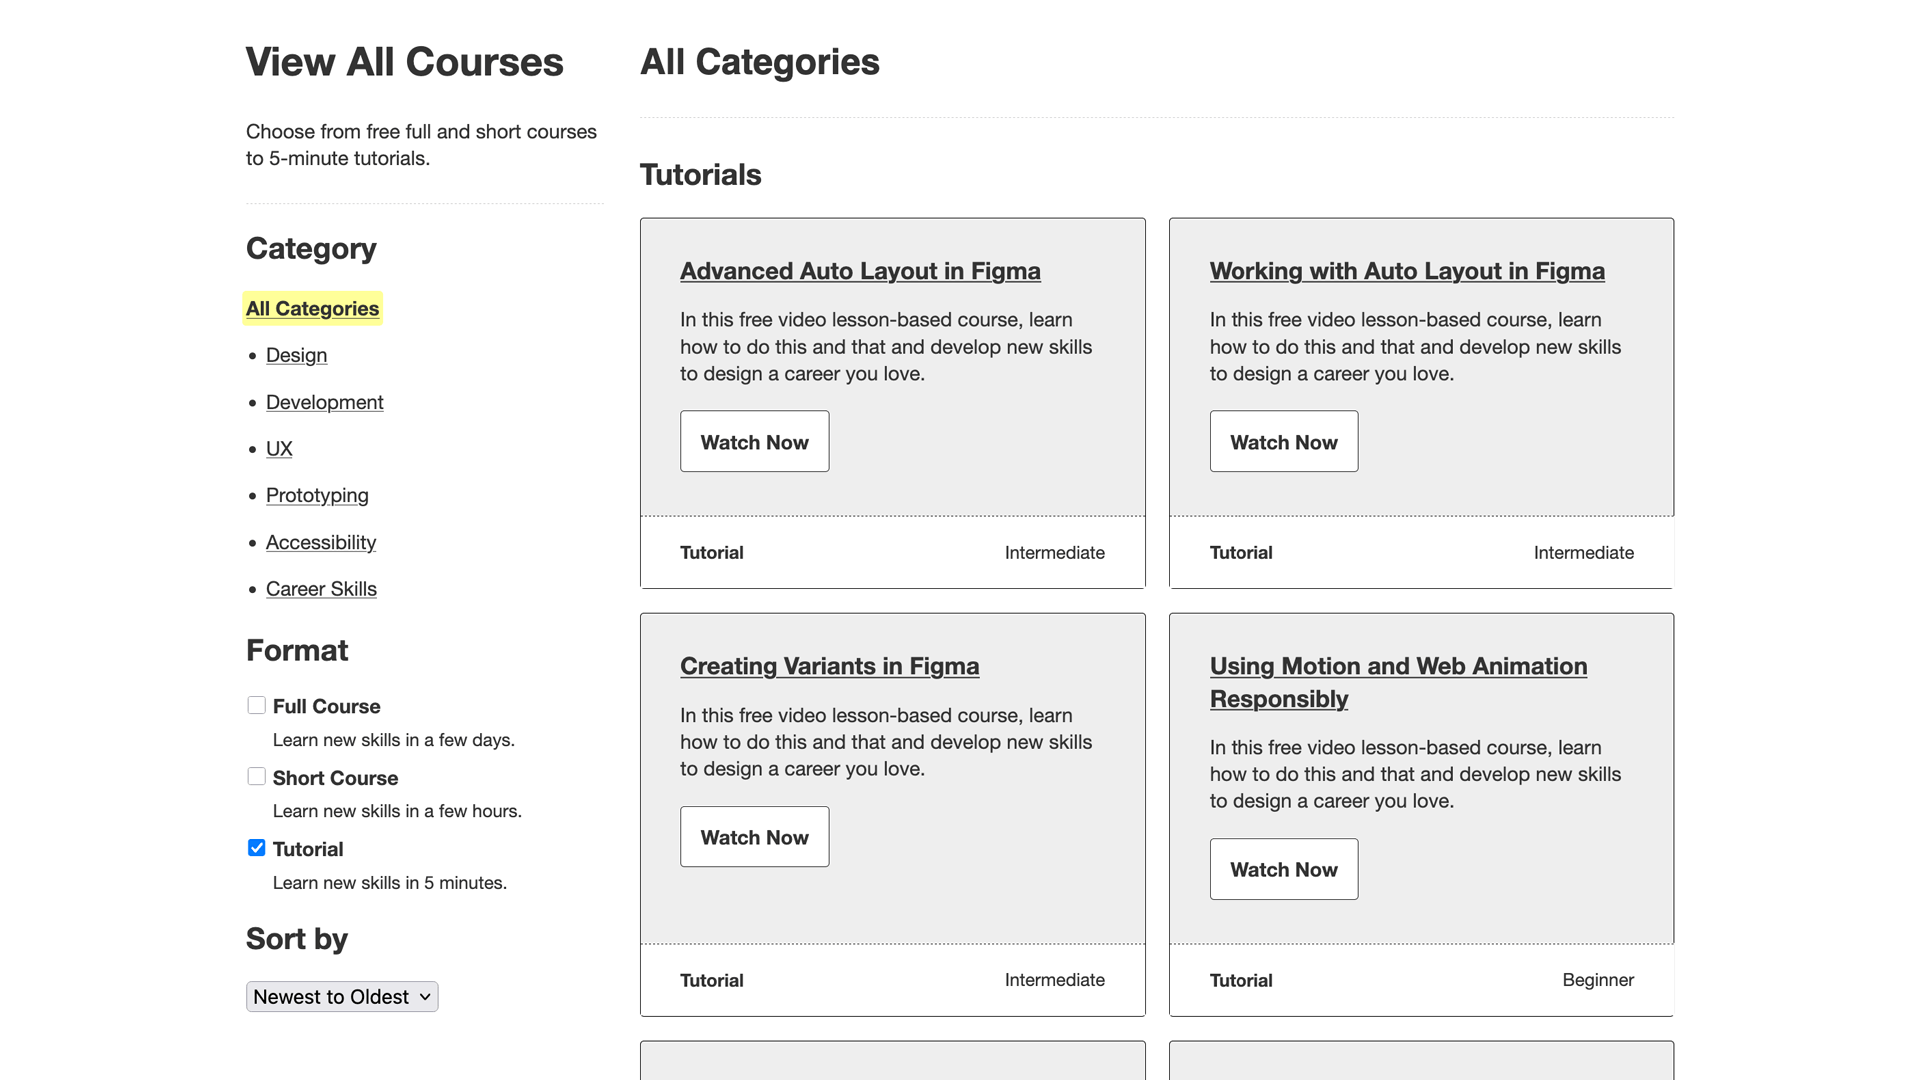 View All Courses
Choose from free full and short courses
to 5-minute tutorials.
Category
All Categories
• Design
• Development
• UX
• Prototyping
• Accessibility
• Career Skills
Format
Full Course
Learn new skills in a few days.
Short Course
Learn new skills in a few hours.
Tutorial
Learn new skills in 5 minutes.
Sort by
Newest to Oldest
All Categories
Tutorials
Advanced Auto Layout in Figma
In this free video lesson-based course, learn
how to do this and that and develop new skills
to design a career you love.
Watch Now
Tutorial
Intermediate
Working with Auto Layout in Figma
In this free video lesson-based course, learn
how to do this and that and develop new skills
to design a career you love.
Watch Now
Tutorial
Intermediate
Creating Variants in Figma
In this free video lesson-based course, learn
how to do this and that and develop new skills
to design a career you love.
Watch Now
Tutorial
Intermediate
Using Motion and Web Animation
Responsibly
In this free video lesson-based course, learn
how to do this and that and develop new skills
to design a career you love.
Watch Now
Tutorial
Beginner